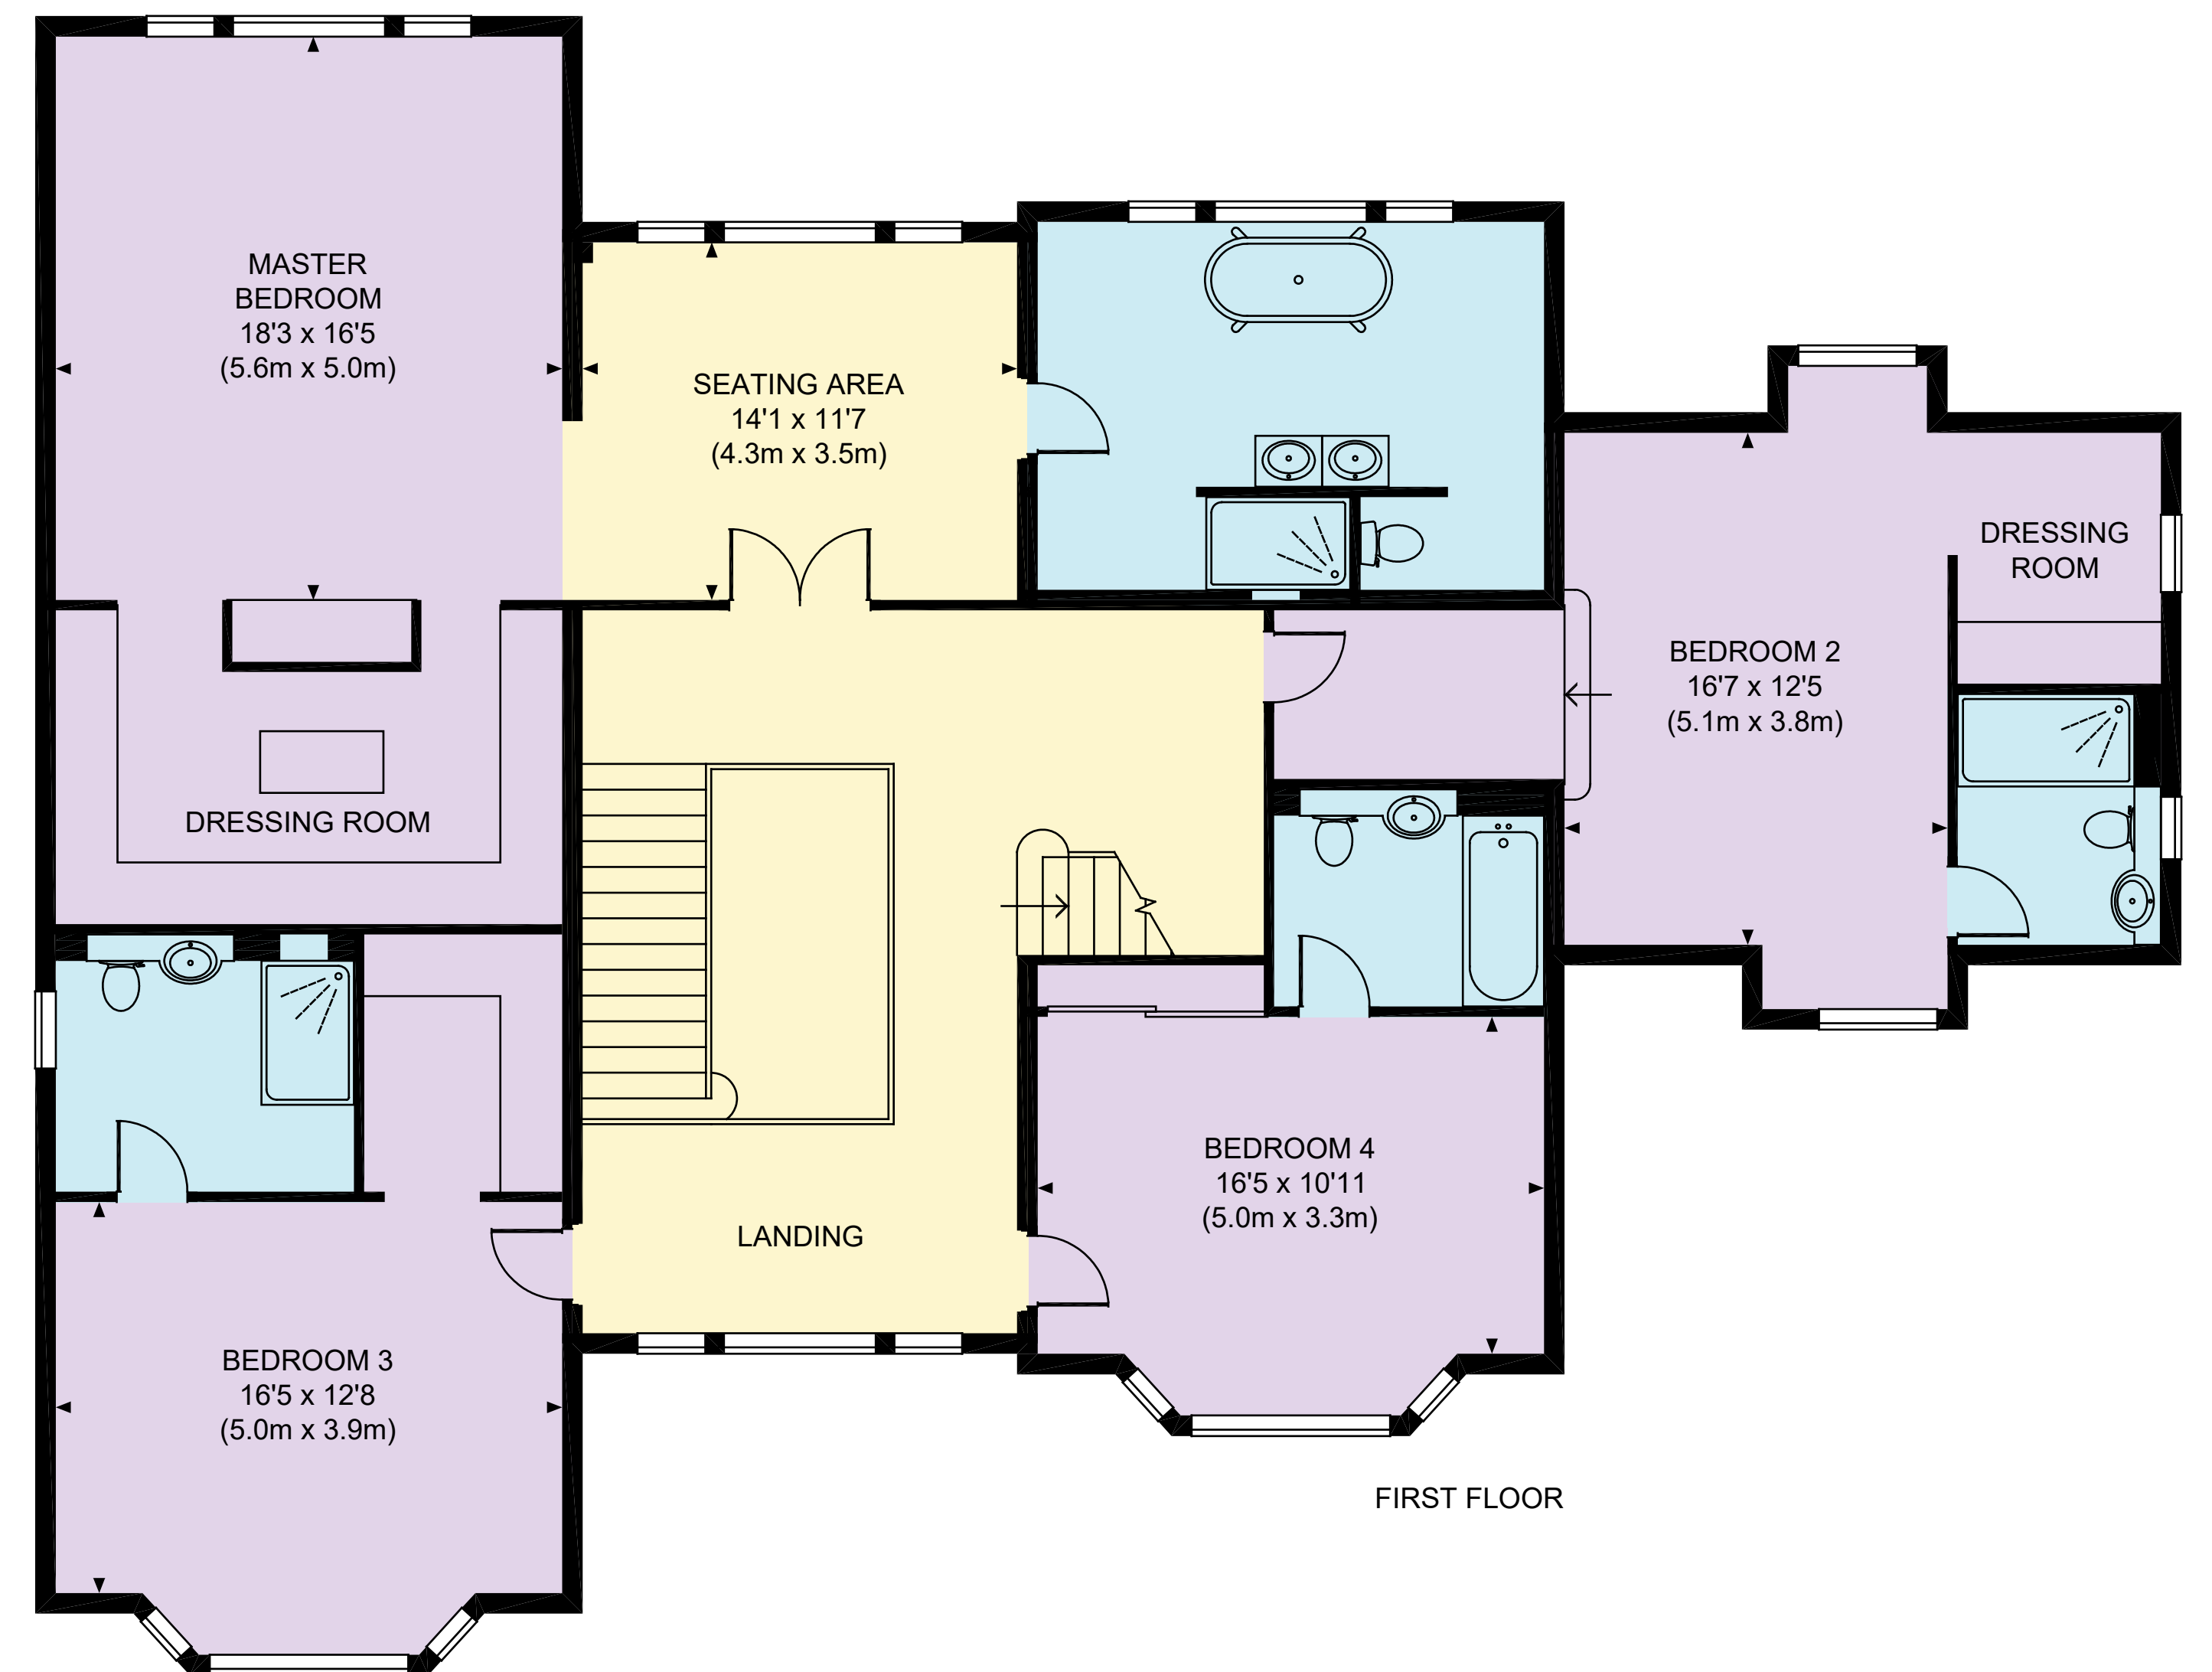 MASTER
BEDROOM
18'3 x 16'5
(5.6m x 5.0m)
SEATING AREA
14'1 x 11'7
(4.3m x 3.5m)
DRESSING
ROOM
BEDROOM 2
16'7 x 12'5
(5.1m x 3.8m)
DRESSING ROOM
BEDROOM 4
16'5 x 10'11
(5.0m x 3.3m)
LANDING
BEDROOM 3
16'5 x 12'8
(5.0m x 3.9m)
FIRST FLOOR